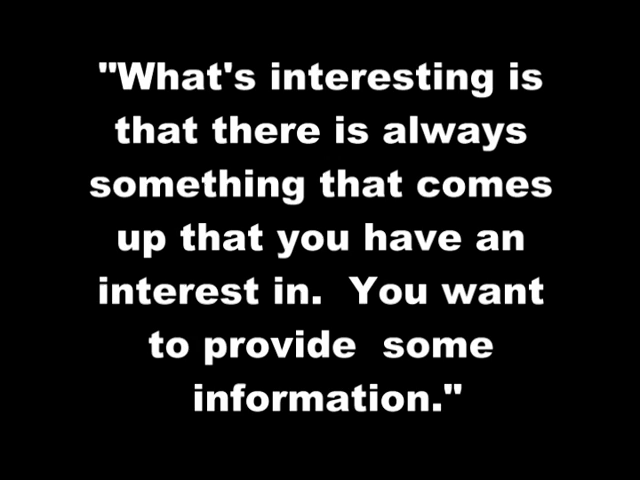 "What's interesting is
that there is always
something that comes
up that you have an
interest in.  You want
to provide  some
information."